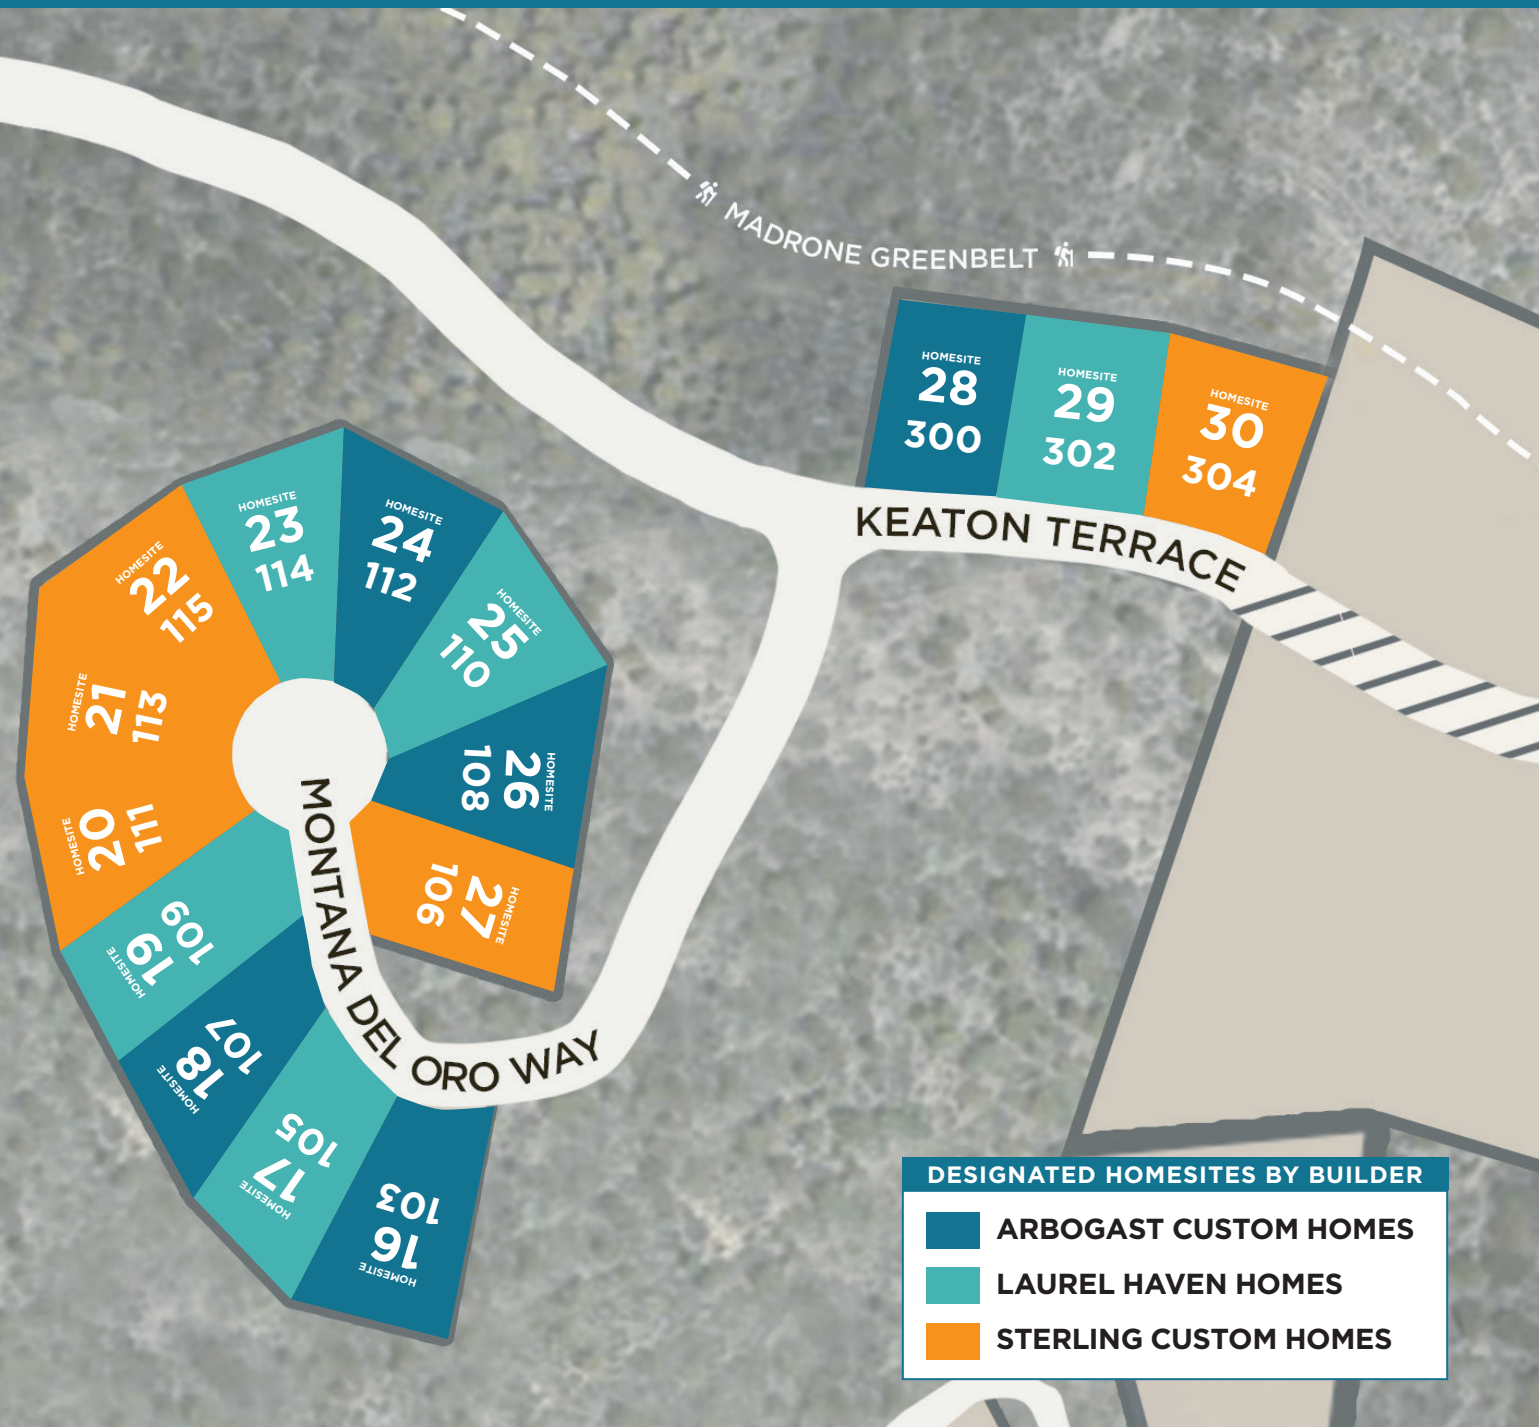 MADRONE GREENBELT
HOMESITE
28
300
HOMESITE
29
302
HOMESITE
30
304
KEATON TERRACE
HOMESITE
23
114
HOMESITE
24
112
HOMESITE
22
115
HOMESITE
25
110
HOMESITE
21
113
HOMESITE
26
108
HOMESITE
20
111
HOMESITE
27
106
HOMESITE
19
109
HOMESITE
18
107
HOMESITE
17
105
HOMESITE
16
103
MONTANA DEL ORO WAY
DESIGNATED HOMESITES BY BUILDER
ARBOGAST CUSTOM HOMES
LAUREL HAVEN HOMES
STERLING CUSTOM HOMES